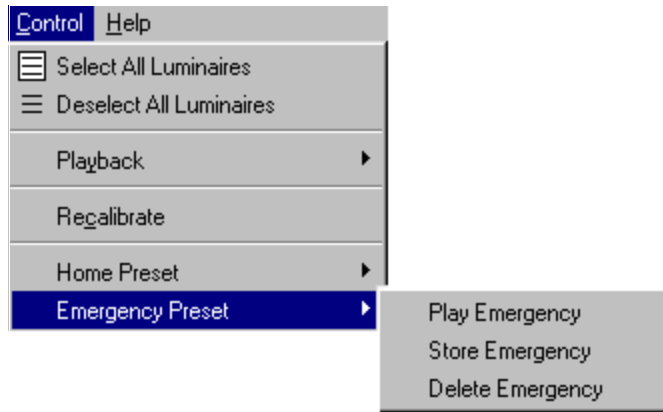 Control Help
Select All Luminaires
Deselect All Luminaires
Playback
Recalibrate
Home Preset
Emergency Preset
Play Emergency
Store Emergency
Delete Emergency